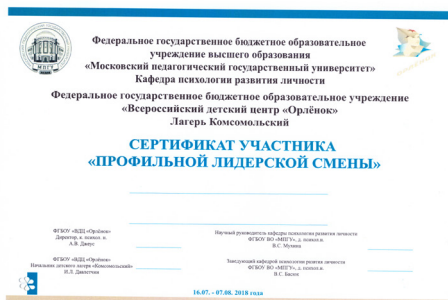 МПГУ
Федеральное государственное бюджетное образовательное
учреждение высшего образования
«Московский педагогический государственный университет»
Кафедра психологии развития личности
Федеральное государственное бюджетное образовательное учреждение
«Всероссийский детский центр «Орлёнок»
Лагерь Комсомольский
СЕРТИФИКАТ УЧАСТНИКА
«ПРОФИЛЬНОЙ ЛИДЕРСКОЙ СМЕНЫ»
ФГБОУ «ВДЦ «Орлёнок»
Директор, к. психол. н.
А.В. Джеус
Научный руководитель кафедры психологии развития личности
ФГБОУ ВО «МПГУ», д. психол.н.
В.С. Мухина
ФГБОУ «ВДЦ «Орлёнок»
Начальник детского лагеря «Комсомольский»
И.Л.
Заведующий кафедрой психологии развития личности
ФГБОУ ВО «МПГУ», д. психол.н.
В.С. Басюк
16.07. - 07.08. 2018 года